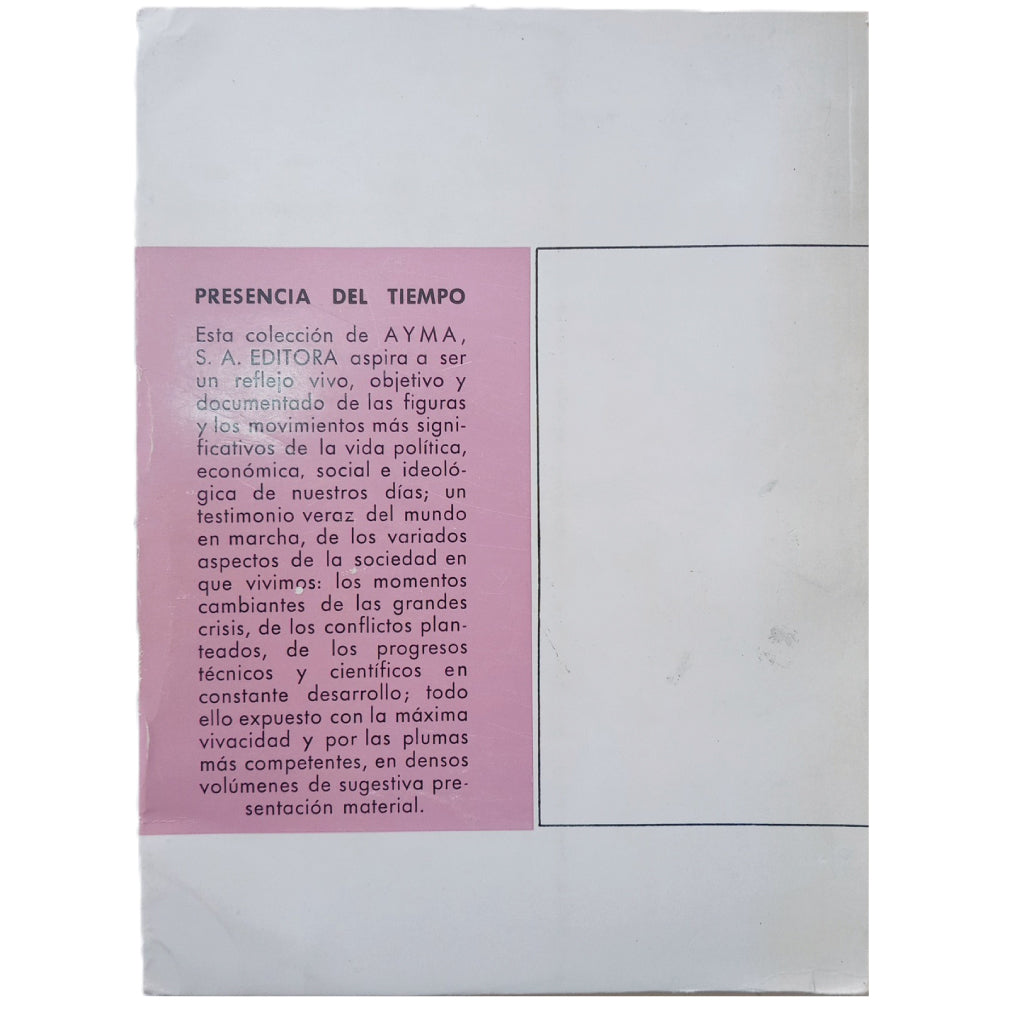 PRESENCIA DEL TIEMPO
Esta colección de AYMA,
S. A. EDITORA aspira a ser
un reflejo vivo, objetivo y
documentado de las figuras
y los movimientos más signi-
ficativos de la vida política,
económica, social e ideoló-
gica de nuestros días; un
testimonio veraz del mundo
en marcha, de los variados
aspectos de la sociedad en
que vivimos: los momentos
cambiantes de las grandes
crisis, de los conflictos plan-
teados, de los progresos
técnicos y científicos en
constante desarrollo; todo
ello expuesto con la máxima
vivacidad y por las plumas
más competentes, en densos
volúmenes de sugestiva pre-
sentación material.